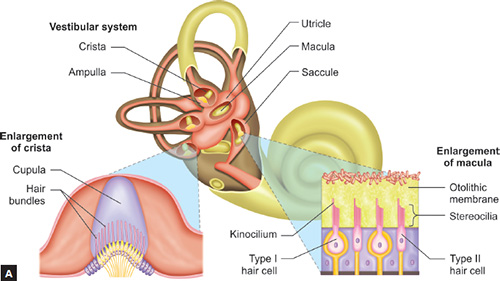 Vestibular system
Crista
Ampulla
Utricle
Macula
Saccule
Enlargement
of crista
Cupula
Hair
bundles
Enlargement
of macula
Otolithic
membrane
Stereocilia
Kinocilium
Type I
hair cell
Type II
hair cell
A